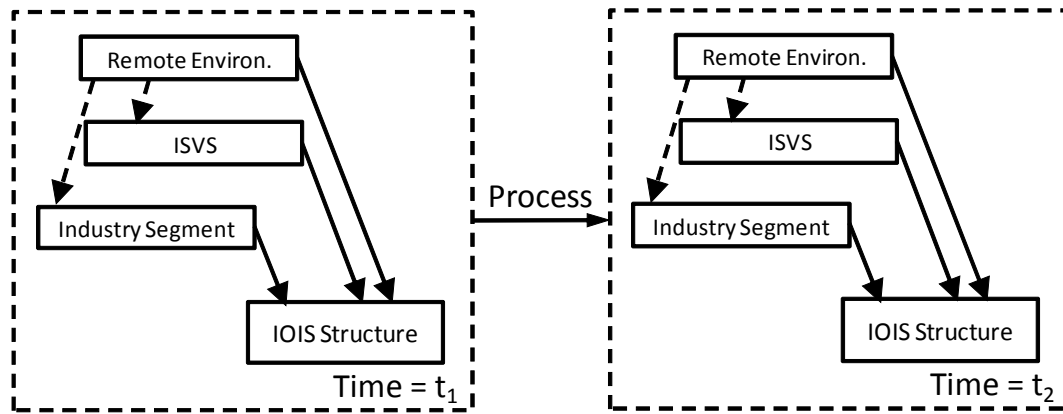 Remote Environ.
ISVS
Industry Segment
IOIS Structure
Time = t₁
Process
Remote Environ.
ISVS
Industry Segment
IOIS Structure
Time = t₂